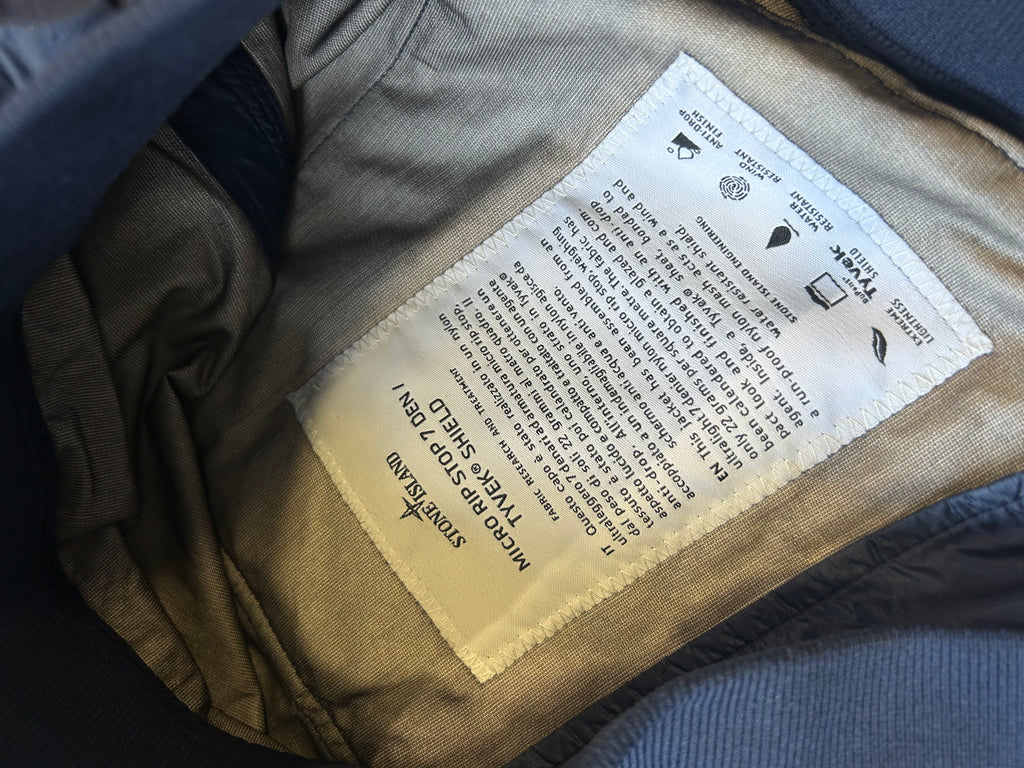 STONE ISLAND
MICRO RIP STOP 7 DEN I
TYVEK® SHIELD
FABRIC RESEARCH AND TREATMENT
IT Questo capo è stato realizzato in un nylon
ultraleggero 7 denari ad armatura micro rip stop
dal peso di soli 22 grammi al metro quadro. Il
tessuto è stato calandrato per ottenere un
aspetto lucido e trattato con un agente
anti-drop. All'interno, uno strato in Tyvek®
accoppiato a un indemagliabile in nylon, agisce da
schermo anti acqua e anti vento.
EN This jacket has been assembled from an
ultralight 7 denier nylon micro rip stop, weighing
only 22 grams per square metre. The fabric has
been to obtain a glazed and com
pact look and finished with an anti drop
agent. Inside, a Tyvek® sheet bonded to
a run-proof nylon mesh, acts as a wind and
water resistant shield.
STONE ISLAND ENGINEERING
EXTREME
LIGHTNESS
Tyvek
SHIELD
WATER
RESISTANT
WIND
RESISTANT
ANTI-DROP
FINISH